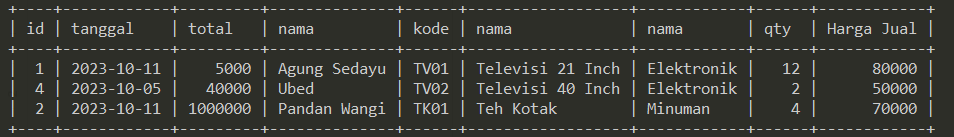 +----+------------+---------+--------------+------+------------------+------------+------+------------+
| id | tanggal    | total   | nama         | kode | nama             | nama       | qty  | Harga Jual |
+----+------------+---------+--------------+------+------------------+------------+------+------------+
|  1 | 2023-10-11 |    5000 | Agung Sedayu | TV01 | Televisi 21 Inch | Elektronik |   12 |      80000 |
|  4 | 2023-10-05 |   40000 | Ubed         | TV02 | Televisi 40 Inch | Elektronik |    2 |      50000 |
|  2 | 2023-10-11 | 1000000 | Pandan Wangi | TK01 | Teh Kotak        | Minuman    |    4 |      70000 |
+----+------------+---------+--------------+------+------------------+------------+------+------------+